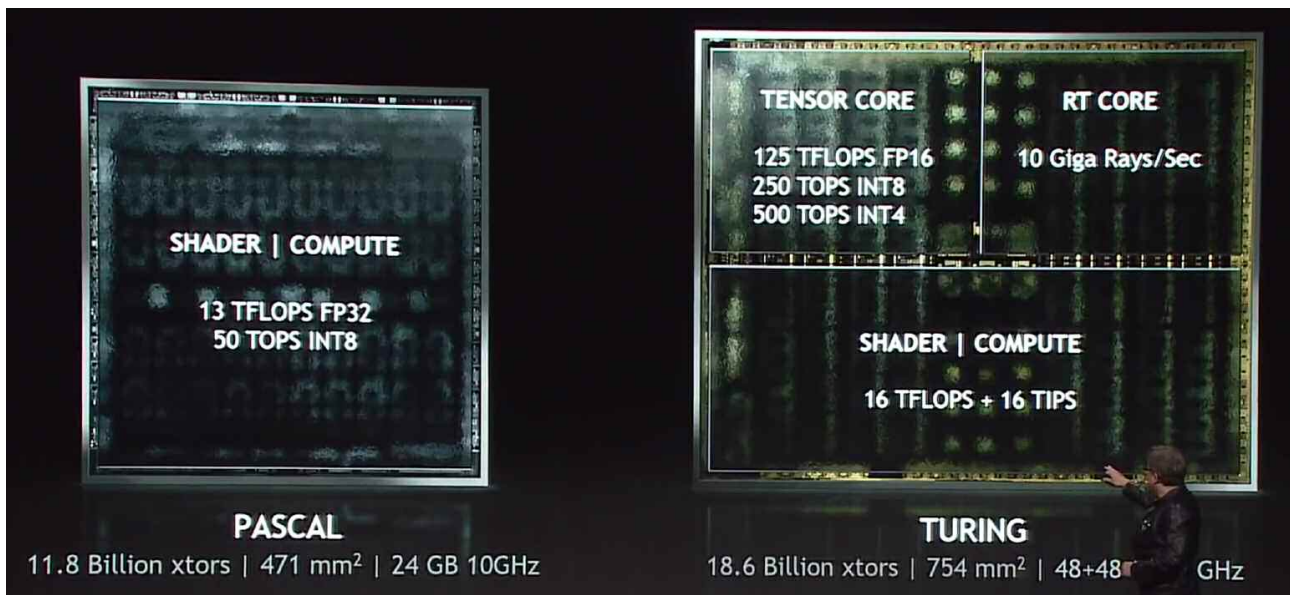 SHADER | COMPUTE
13 TFLOPS FP32
50 TOPS INT8
PASCAL
11.8 Billion xtors | 471 mm² | 24 GB 10GHz
TENSOR CORE
125 TFLOPS FP16
250 TOPS INT8
500 TOPS INT4
RT CORE
10 Giga Rays/Sec
SHADER | COMPUTE
16 TFLOPS + 16 TIPS
TURING
18.6 Billion xtors | 754 mm² | 48+48 GHz